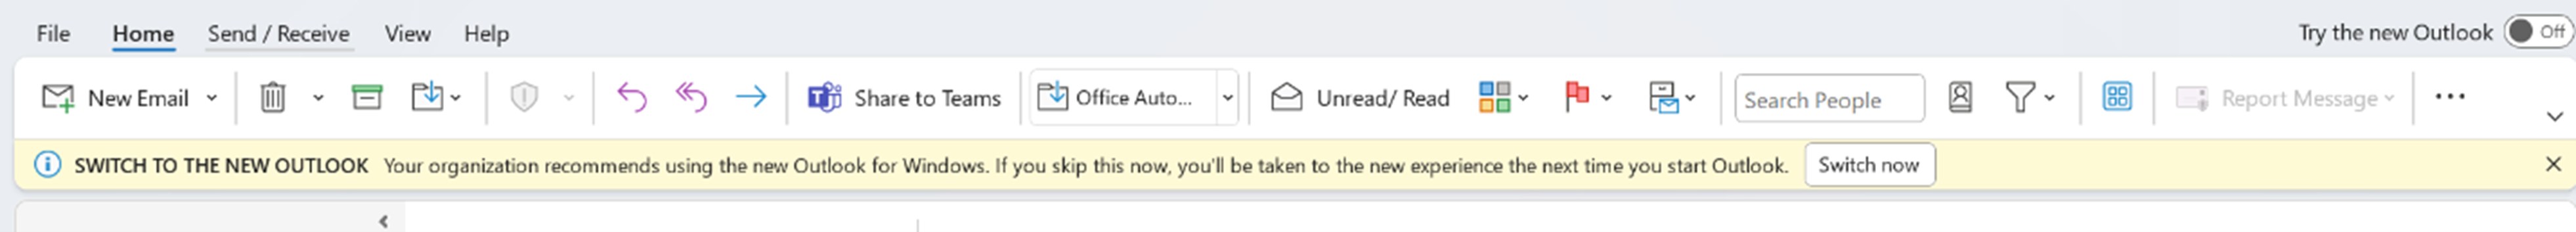 File Home Send / Receive View Help Try the new Outlook Off
New Email Share to Teams Office Auto... Unread/ Read Search People Report Message ...
SWITCH TO THE NEW OUTLOOK Your organization recommends using the new Outlook for Windows. If you skip this now, you'll be taken to the new experience the next time you start Outlook. Switch now